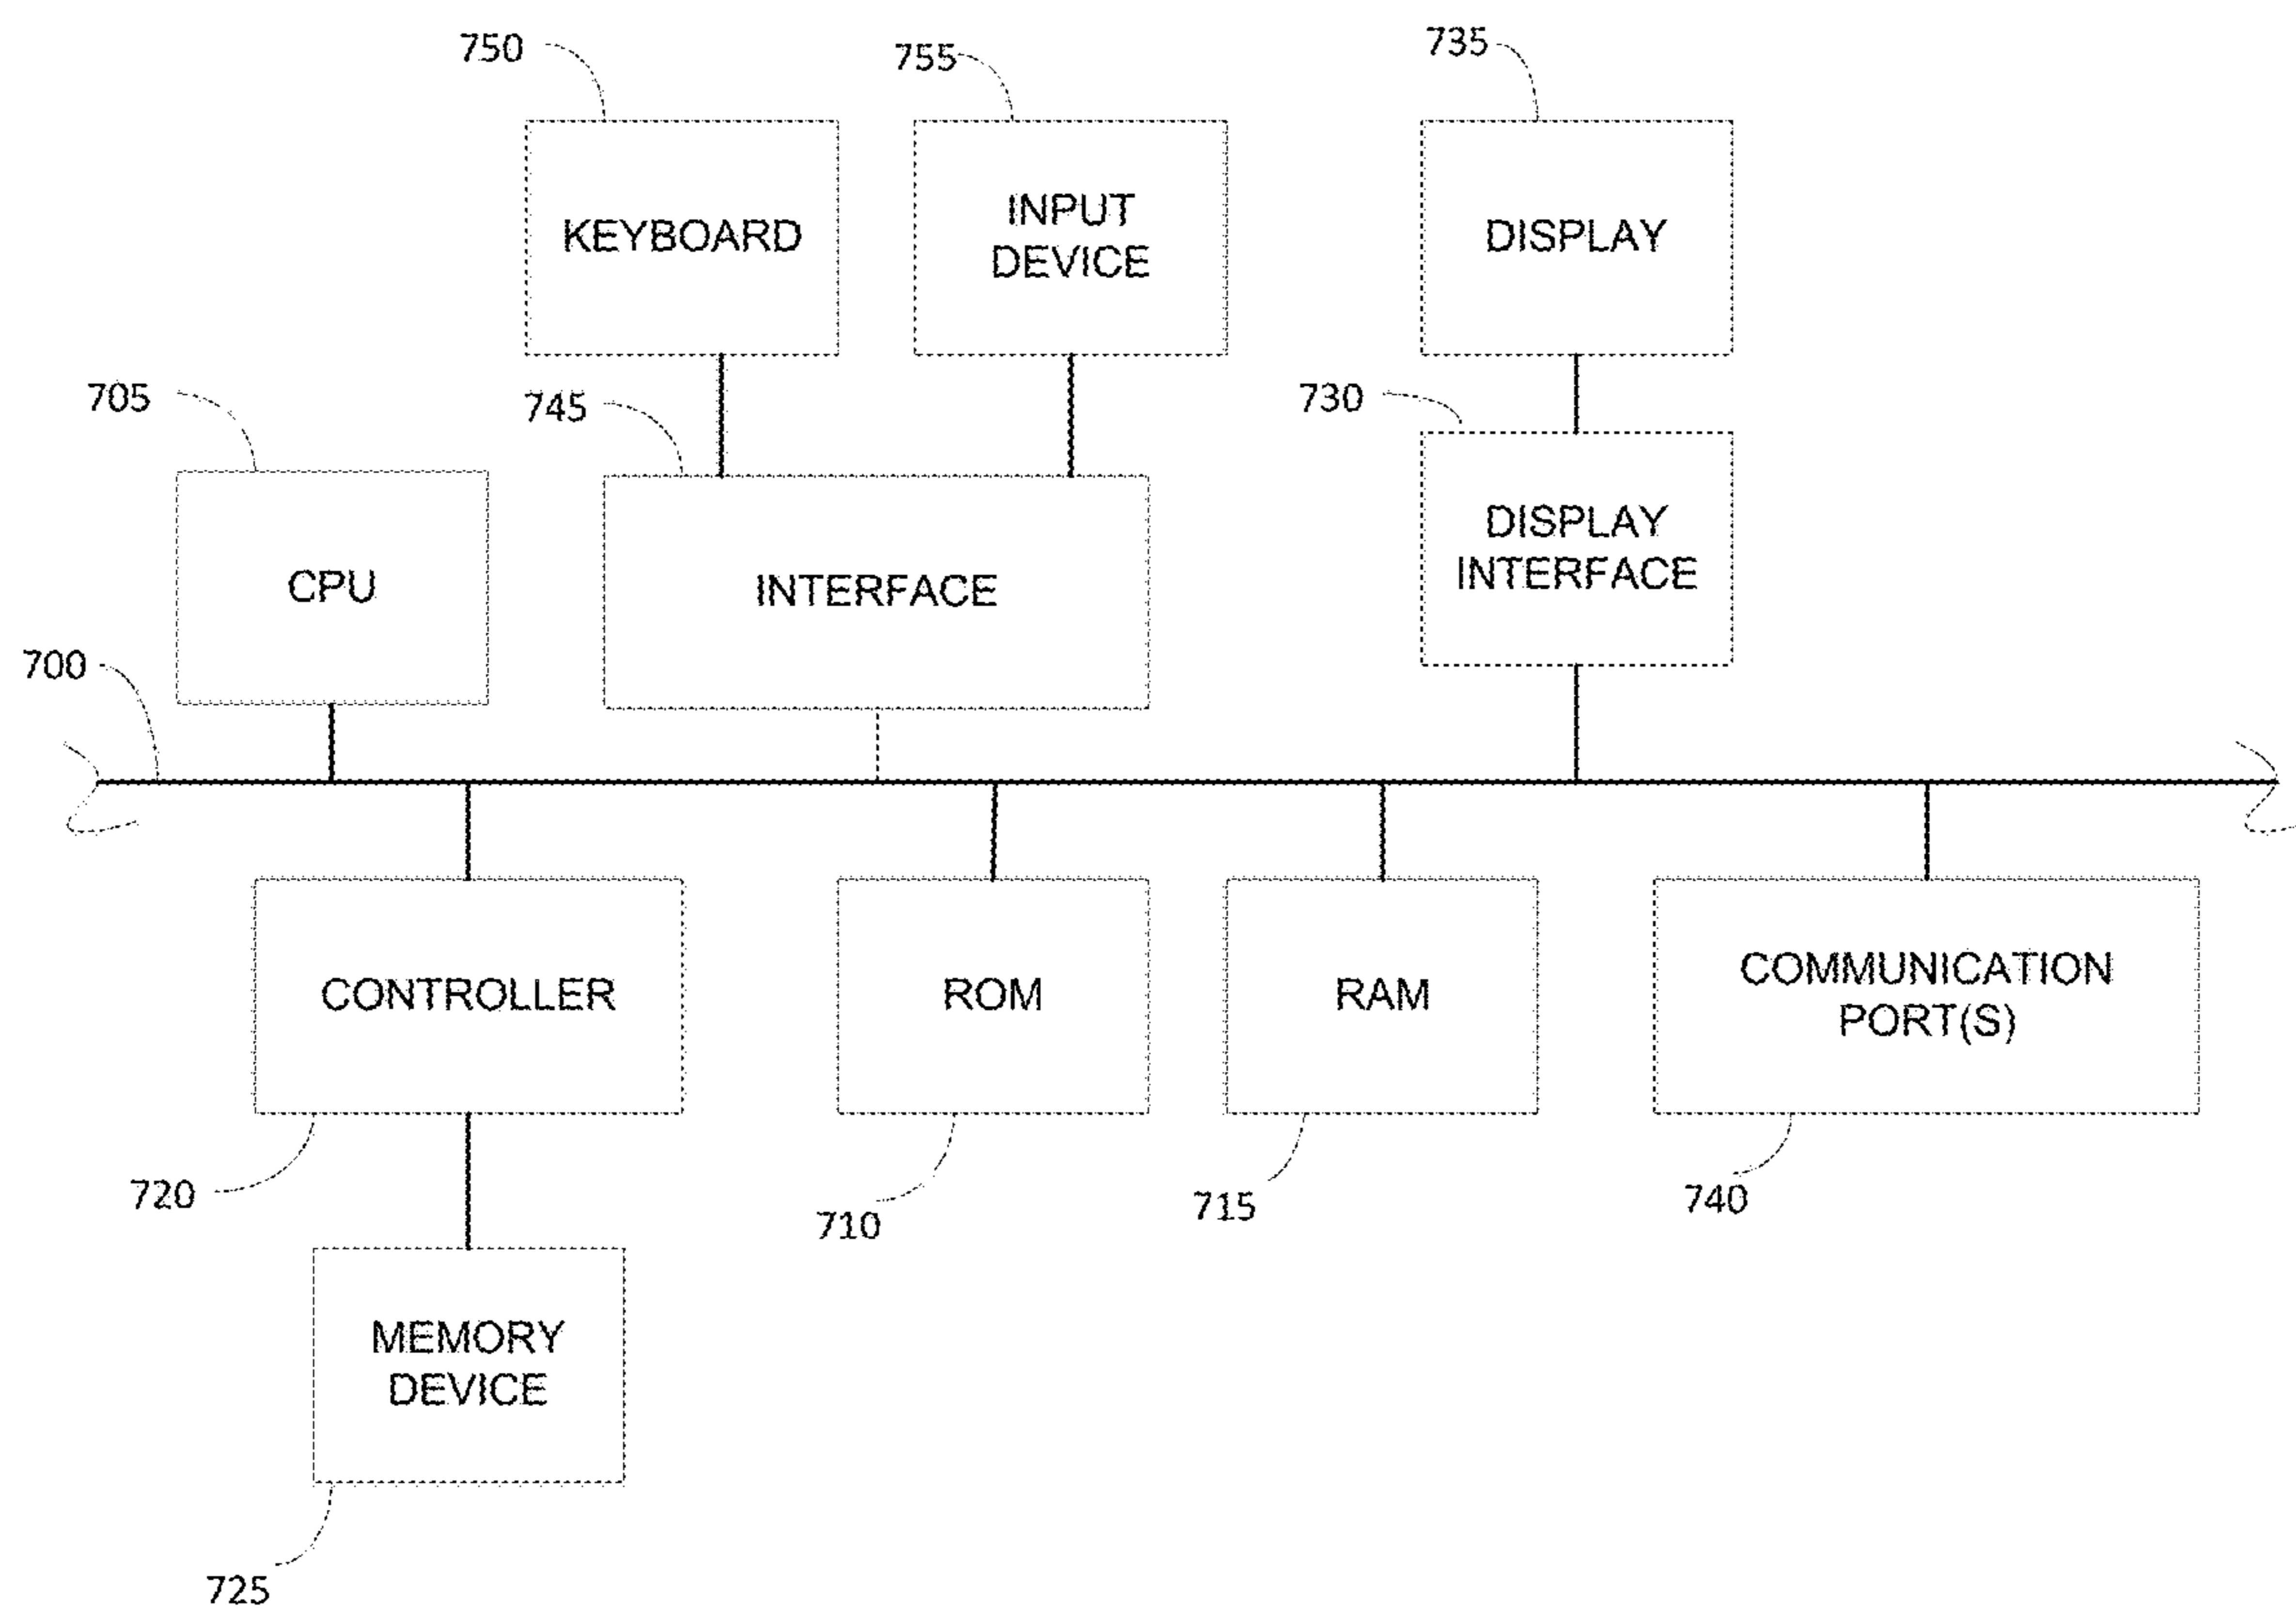 750
755
735
KEYBOARD
INPUT
DEVICE
DISPLAY
705
745
730
CPU
INTERFACE
DISPLAY
INTERFACE
700
CONTROLLER
ROM
RAM
COMMUNICATION
PORT(S)
720
710
715
740
MEMORY
DEVICE
725